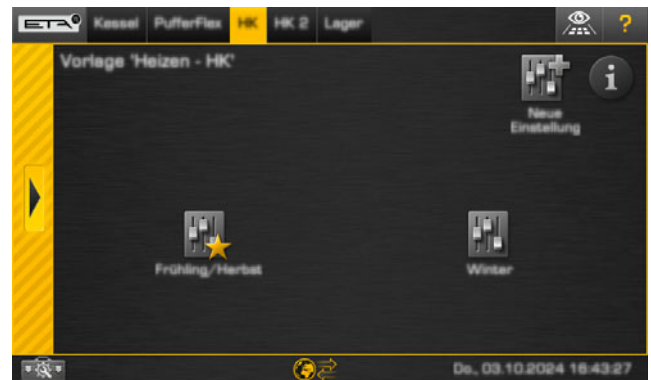 ETA Kessel PufferFlex HK HK 2 Lager ?
Vorlage 'Heizen - HK'
i
Neue
Einstellung
Frühling/Herbst
Winter
Do., 03.10.2024 16:43:27